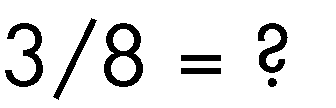 3/8 = ?